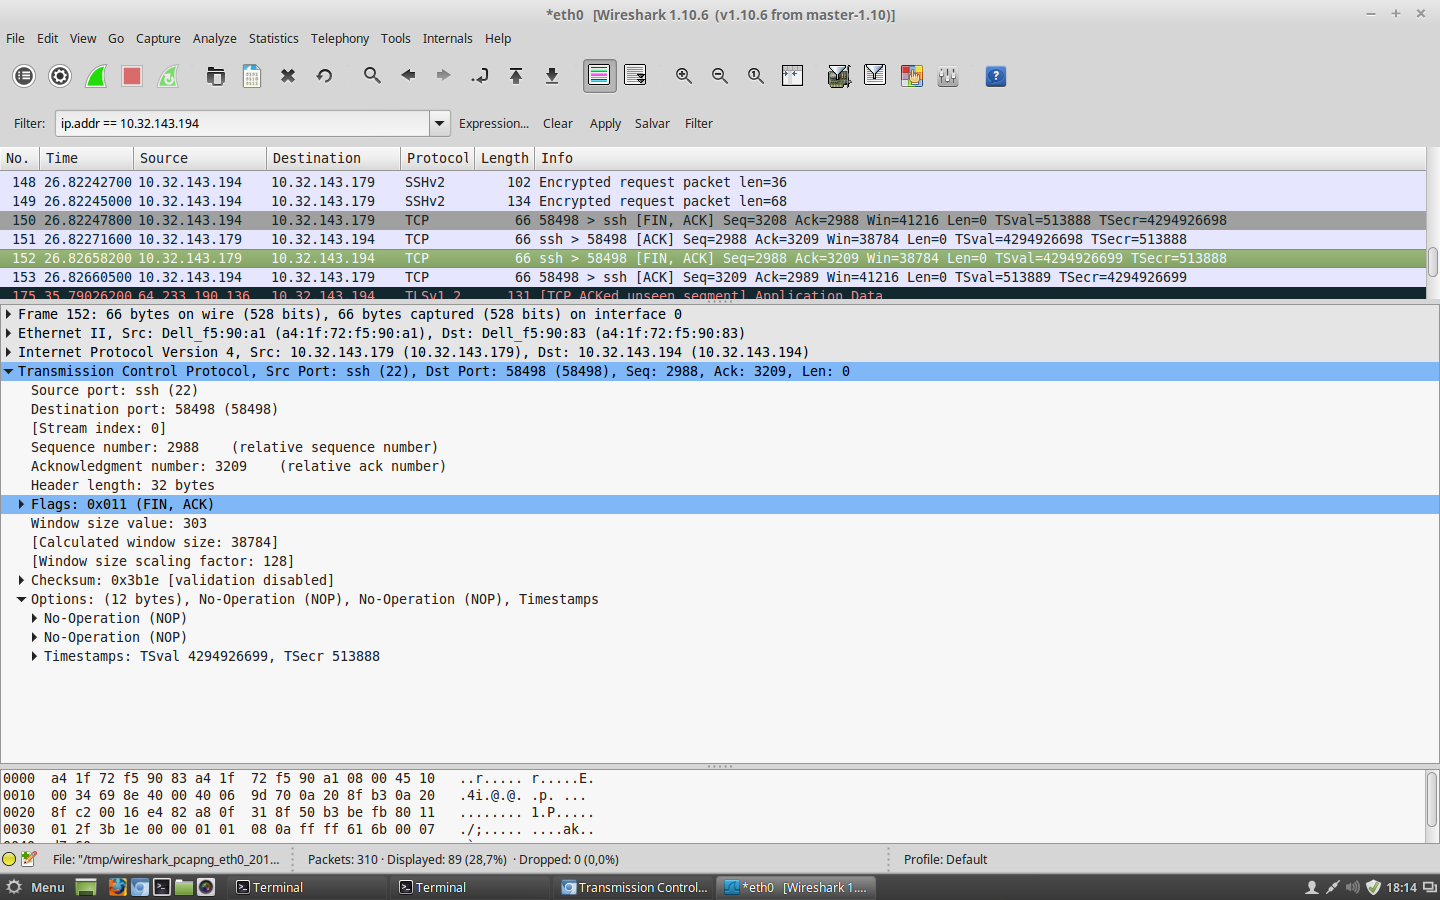 *eth0   [Wireshark 1.10.6  (v1.10.6 from master-1.10)]
File Edit View Go Capture Analyze Statistics Telephony Tools Internals Help
Filter: ip.addr == 10.32.143.194 Expression... Clear Apply Salvar Filter
No. Time Source Destination Protocol Length Info
148 26.82242700 10.32.143.194 10.32.143.179 SSHv2 102 Encrypted request packet len=36
149 26.82245000 10.32.143.194 10.32.143.179 SSHv2 134 Encrypted request packet len=68
150 26.82247800 10.32.143.194 10.32.143.179 TCP 66 58498 > ssh [FIN, ACK] Seq=3208 Ack=2988 Win=41216 Len=0 TSval=513888 TSecr=4294926698
151 26.82271600 10.32.143.179 10.32.143.194 TCP 66 ssh > 58498 [ACK] Seq=2988 Ack=3209 Win=38784 Len=0 TSval=4294926698 TSecr=513888
152 26.82658200 10.32.143.179 10.32.143.194 TCP 66 ssh > 58498 [FIN, ACK] Seq=2988 Ack=3209 Win=38784 Len=0 TSval=4294926699 TSecr=513888
153 26.82660500 10.32.143.194 10.32.143.179 TCP 66 58498 > ssh [ACK] Seq=3209 Ack=2989 Win=41216 Len=0 TSval=513889 TSecr=4294926699
175 35.79026200 64.233.190.136 10.32.143.194 TLSv1.2 131 [TCP ACKed unseen segment] Application Data
Frame 152: 66 bytes on wire (528 bits), 66 bytes captured (528 bits) on interface 0
Ethernet II, Src: Dell_f5:90:a1 (a4:1f:72:f5:90:a1), Dst: Dell_f5:90:83 (a4:1f:72:f5:90:83)
Internet Protocol Version 4, Src: 10.32.143.179 (10.32.143.179), Dst: 10.32.143.194 (10.32.143.194)
Transmission Control Protocol, Src Port: ssh (22), Dst Port: 58498 (58498), Seq: 2988, Ack: 3209, Len: 0
Source port: ssh (22)
Destination port: 58498 (58498)
[Stream index: 0]
Sequence number: 2988    (relative sequence number)
Acknowledgment number: 3209    (relative ack number)
Header length: 32 bytes
Flags: 0x011 (FIN, ACK)
Window size value: 303
[Calculated window size: 38784]
[Window size scaling factor: 128]
Checksum: 0x3b1e [validation disabled]
Options: (12 bytes), No-Operation (NOP), No-Operation (NOP), Timestamps
No-Operation (NOP)
No-Operation (NOP)
Timestamps: TSval 4294926699, TSecr 513888
0000  a4 1f 72 f5 90 83 a4 1f  72 f5 90 a1 08 00 45 10   ..r..... r.....E.
0010  00 34 69 8e 40 00 40 06  9d 70 0a 20 8f b3 0a 20   .4i.@.@. .p. ...
0020  8f c2 00 16 e4 82 a8 0f  31 8f 50 b3 be fb 80 11   ........ 1.P.....
0030  01 2f 3b 1e 00 00 01 01  08 0a ff ff 61 6b 00 07   ./;..... ....ak..
File: "/tmp/wireshark_pcapng_eth0_201... Packets: 310 · Displayed: 89 (28,7%)  · Dropped: 0 (0,0%) Profile: Default
Menu Terminal Terminal Transmission Control... *eth0   [Wireshark 1.... 18:14